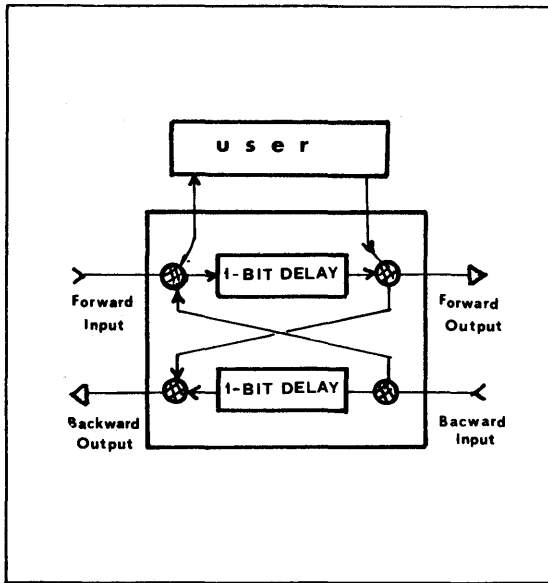 user
1-BIT DELAY
Forward
Input
Forward
Output
1-BIT DELAY
Backward
Output
Bacward
Input